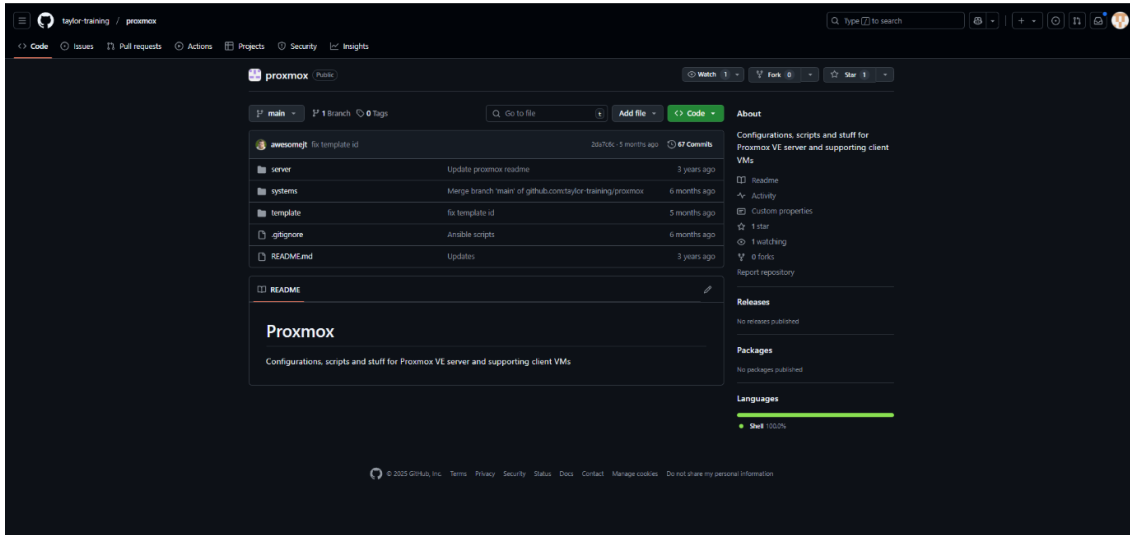 taylor-training / proxmox
Type / to search
Code Issues Pull requests Actions Projects Security Insights
proxmox Public
Watch 1 Fork 0 Star 1
main 1 Branch 0 Tags
Go to file t Add file Code
awesomejt fix template id 5 months ago 67 Commits
server Update proxmox readme 3 years ago
systems Merge branch 'main' of github.com:taylor-training/proxmox 6 months ago
template fix template id 5 months ago
.gitignore Ansible scripts 6 months ago
README.md Updates 3 years ago
README
Proxmox
Configurations, scripts and stuff for Proxmox VE server and supporting client VMs
About
Configurations, scripts and stuff for
Proxmox VE server and supporting client
VMs
Readme
Activity
Custom properties
1 star
1 watching
0 forks
Report repository
Releases
No releases published
Packages
No packages published
Languages
Shell 100.0%
© 2025 GitHub, Inc. Terms Privacy Security Status Docs Contact Manage cookies Do not share my personal information